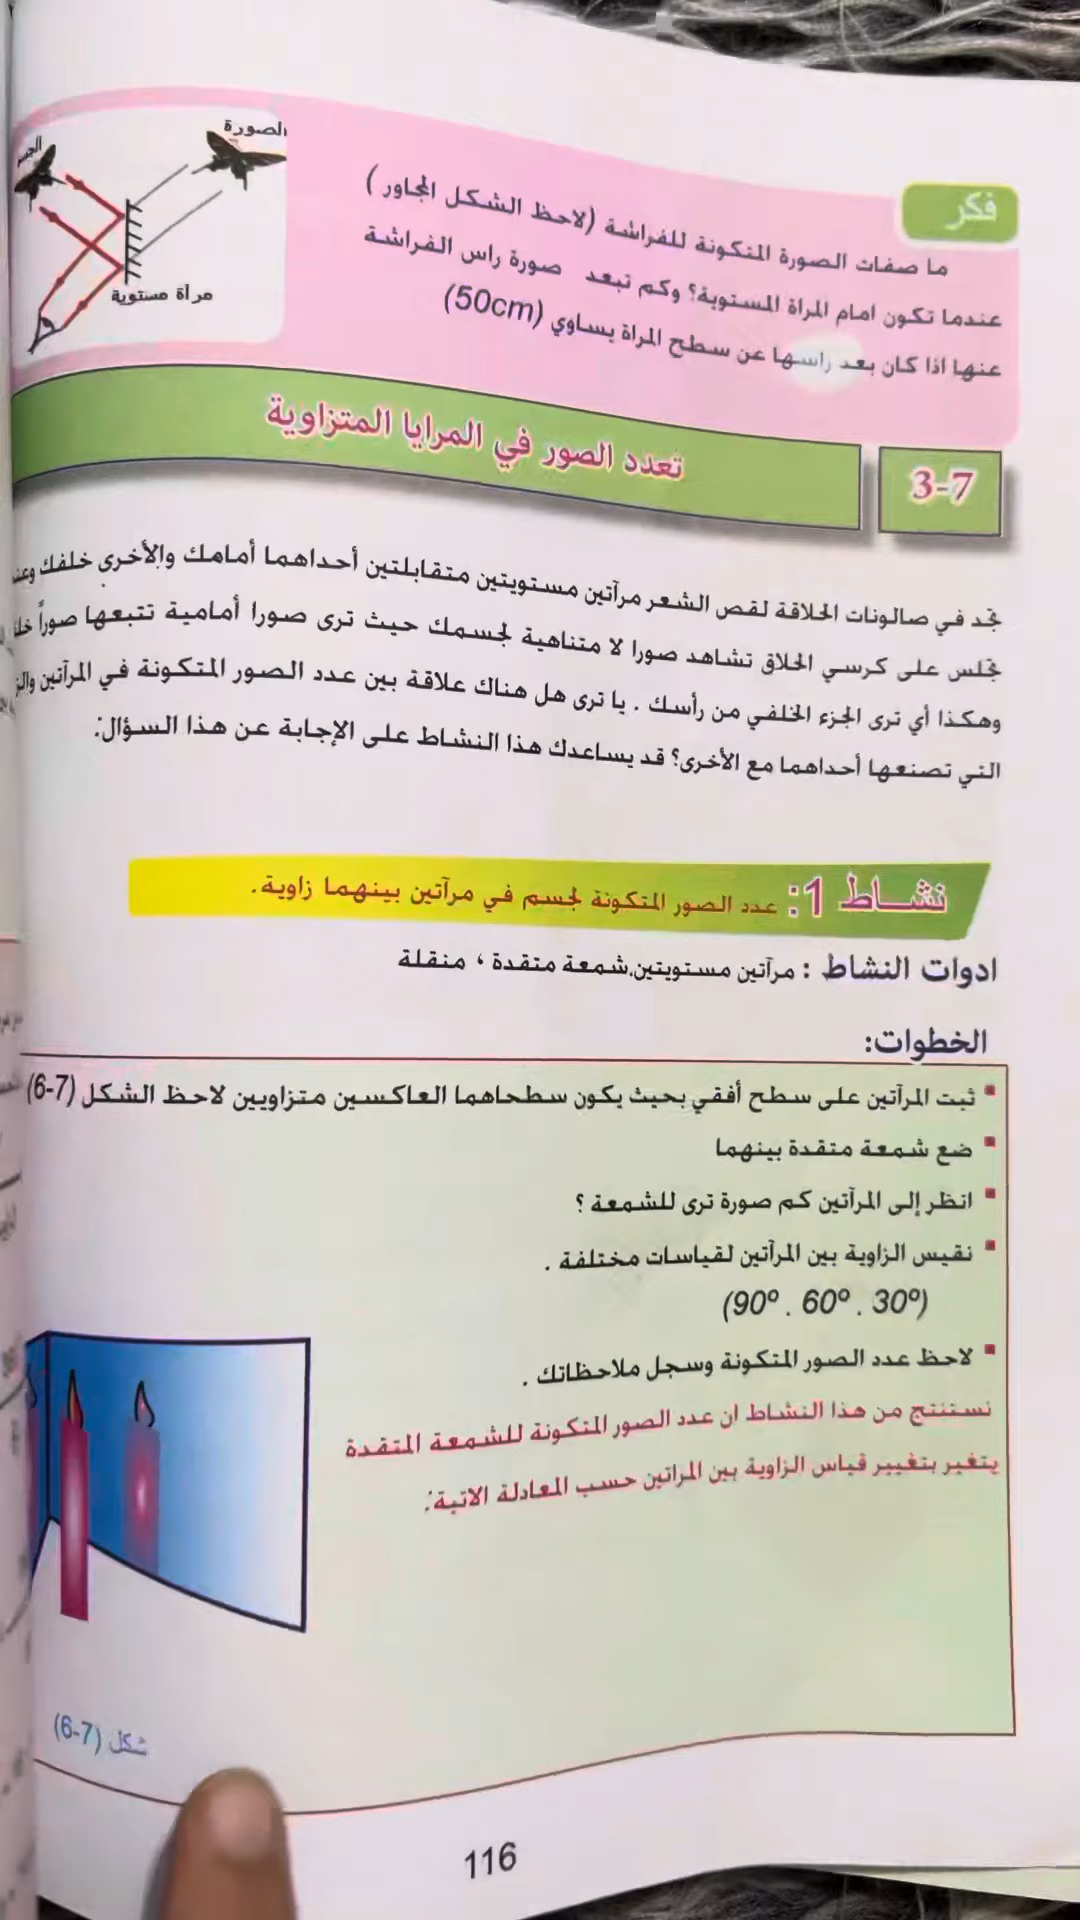 فكر
ما صفات الصورة المتكونة للفراشة (لاحظ الشكل المجاور )
عندما تكون امام المراة المستوية؟ وكم تبعد صورة راس الفراشة
عنها اذا كان بعد راسها عن سطح المراة يساوي (50cm)
الصورة
الجسم
مرآة مستوية
3-7
تعدد الصور في المرايا المتزاوية
تجد في صالونات الحلاقة لقص الشعر مرآتين مستويتين متقابلتين أحداهما أمامك والأخرى خلفك
تجلس على كرسي الحلاق تشاهد صورا لا متناهية لجسمك حيث ترى صورا أمامية تتبعها صوراً
وهكذا أي ترى الجزء الخلفي من رأسك . يا ترى هل هناك علاقة بين عدد الصور المتكونة في المرآتين
التي تصنعها أحداهما مع الأخرى؟ قد يساعدك هذا النشاط على الإجابة عن هذا السؤال:
نشــاط 1: عدد الصور المتكونة لجسم في مرآتين بينهما زاوية.
ادوات النشاط : مرآتين مستويتين,شمعة متقدة ، منقلة
الخطوات:
▪ ثبت المرآتين على سطح أفقي بحيث يكون سطحاهما العاكسين متزاويين لاحظ الشكل (7-6)
▪ ضع شمعة متقدة بينهما
▪ انظر إلى المرآتين كم صورة ترى للشمعة ؟
▪ نقيس الزاوية بين المرآتين لقياسات مختلفة .
(90º . 60º . 30º)
▪ لاحظ عدد الصور المتكونة وسجل ملاحظاتك .
نستنتج من هذا النشاط ان عدد الصور المتكونة للشمعة المتقدة
يتغير بتغيير قياس الزاوية بين المراتين حسب المعادلة الاتية:
شكل (7-6)
116